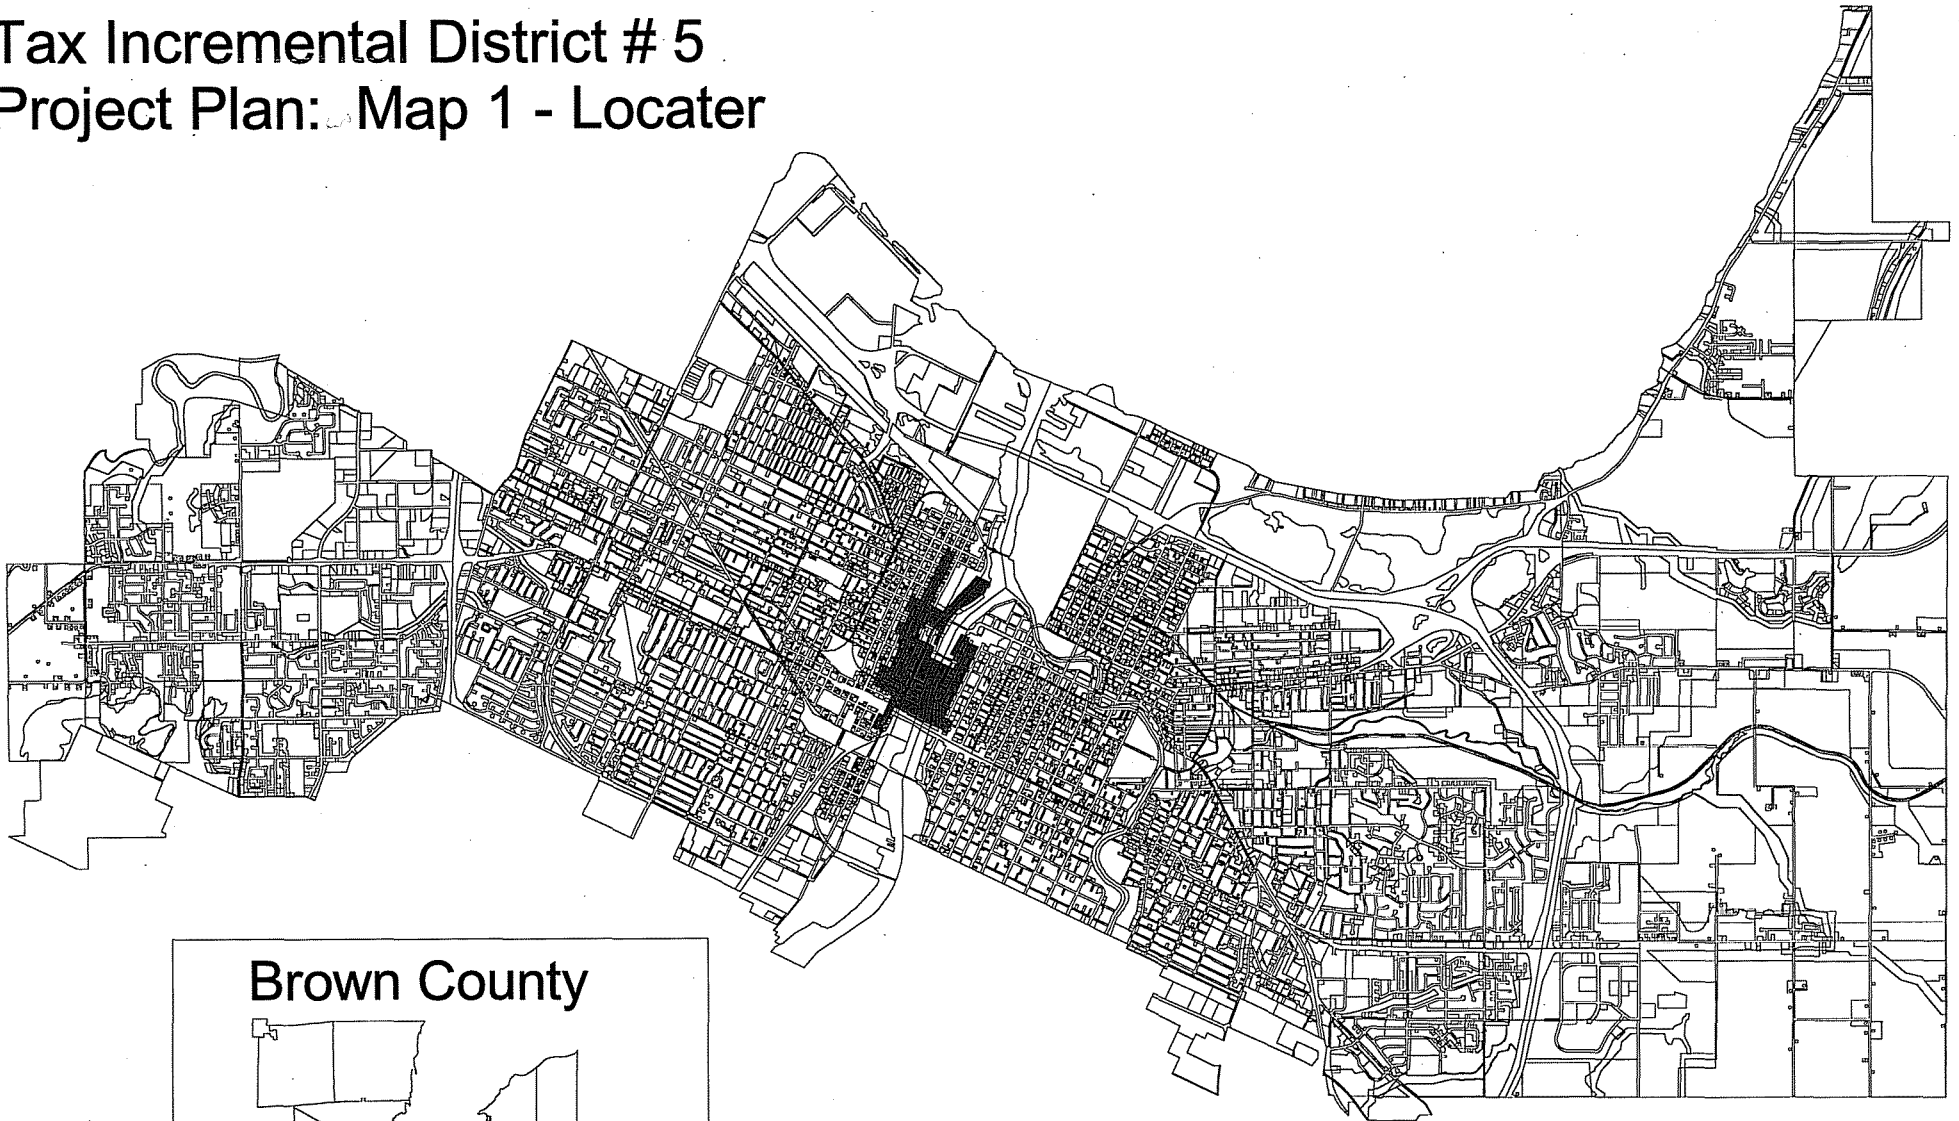 Tax Incremental District # 5
Project Plan: Map 1 - Locater
Brown County